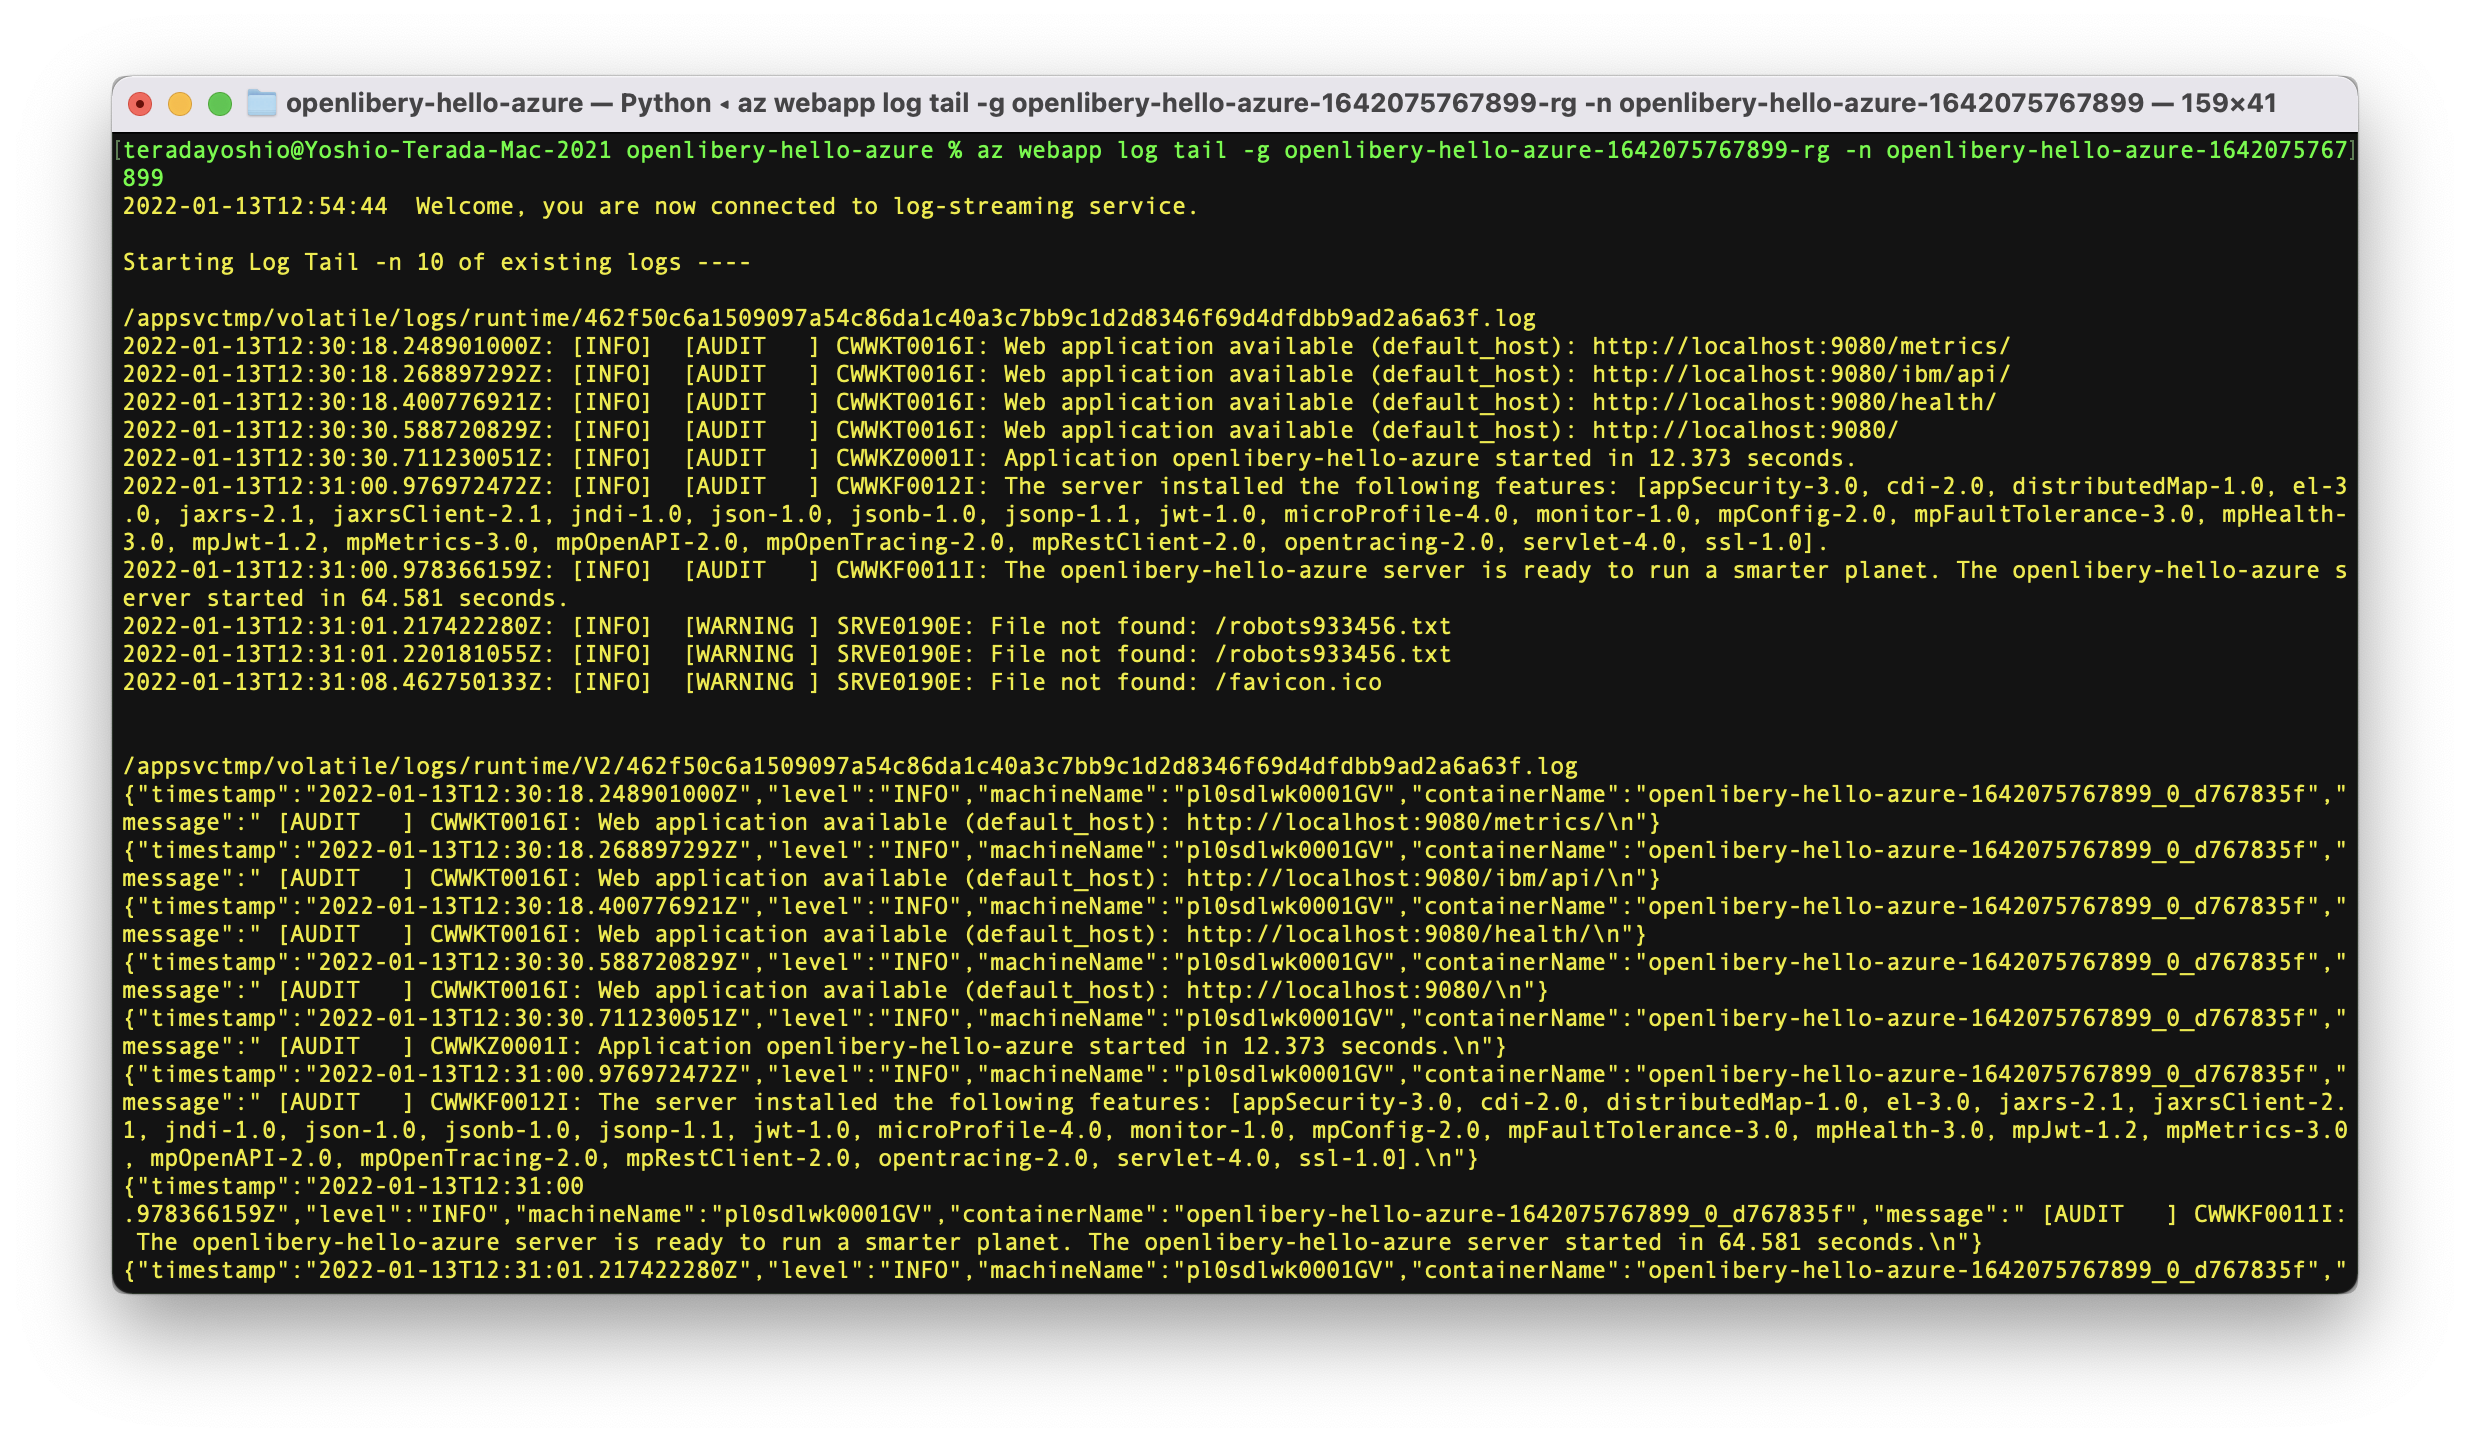 openlibery-hello-azure — Python ◂ az webapp log tail -g openlibery-hello-azure-1642075767899-rg -n openlibery-hello-azure-1642075767899 — 159×41
[teradayoshio@Yoshio-Terada-Mac-2021 openlibery-hello-azure % az webapp log tail -g openlibery-hello-azure-1642075767899-rg -n openlibery-hello-azure-1642075767]
899
2022-01-13T12:54:44  Welcome, you are now connected to log-streaming service.
Starting Log Tail -n 10 of existing logs ----
/appsvctmp/volatile/logs/runtime/462f50c6a1509097a54c86da1c40a3c7bb9c1d2d8346f69d4dfdbb9ad2a6a63f.log
2022-01-13T12:30:18.248901000Z: [INFO]  [AUDIT   ] CWWKT0016I: Web application available (default_host): http://localhost:9080/metrics/
2022-01-13T12:30:18.268897292Z: [INFO]  [AUDIT   ] CWWKT0016I: Web application available (default_host): http://localhost:9080/ibm/api/
2022-01-13T12:30:18.400776921Z: [INFO]  [AUDIT   ] CWWKT0016I: Web application available (default_host): http://localhost:9080/health/
2022-01-13T12:30:30.588720829Z: [INFO]  [AUDIT   ] CWWKT0016I: Web application available (default_host): http://localhost:9080/
2022-01-13T12:30:30.711230051Z: [INFO]  [AUDIT   ] CWWKZ0001I: Application openlibery-hello-azure started in 12.373 seconds.
2022-01-13T12:31:00.976972472Z: [INFO]  [AUDIT   ] CWWKF0012I: The server installed the following features: [appSecurity-3.0, cdi-2.0, distributedMap-1.0, el-3
.0, jaxrs-2.1, jaxrsClient-2.1, jndi-1.0, json-1.0, jsonb-1.0, jsonp-1.1, jwt-1.0, microProfile-4.0, monitor-1.0, mpConfig-2.0, mpFaultTolerance-3.0, mpHealth-
3.0, mpJwt-1.2, mpMetrics-3.0, mpOpenAPI-2.0, mpOpenTracing-2.0, mpRestClient-2.0, opentracing-2.0, servlet-4.0, ssl-1.0].
2022-01-13T12:31:00.978366159Z: [INFO]  [AUDIT   ] CWWKF0011I: The openlibery-hello-azure server is ready to run a smarter planet. The openlibery-hello-azure s
erver started in 64.581 seconds.
2022-01-13T12:31:01.217422280Z: [INFO]  [WARNING ] SRVE0190E: File not found: /robots933456.txt
2022-01-13T12:31:01.220181055Z: [INFO]  [WARNING ] SRVE0190E: File not found: /robots933456.txt
2022-01-13T12:31:08.462750133Z: [INFO]  [WARNING ] SRVE0190E: File not found: /favicon.ico
/appsvctmp/volatile/logs/runtime/V2/462f50c6a1509097a54c86da1c40a3c7bb9c1d2d8346f69d4dfdbb9ad2a6a63f.log
{"timestamp":"2022-01-13T12:30:18.248901000Z","level":"INFO","machineName":"pl0sdlwk0001GV","containerName":"openlibery-hello-azure-1642075767899_0_d767835f","
message":" [AUDIT   ] CWWKT0016I: Web application available (default_host): http://localhost:9080/metrics/\n"}
{"timestamp":"2022-01-13T12:30:18.268897292Z","level":"INFO","machineName":"pl0sdlwk0001GV","containerName":"openlibery-hello-azure-1642075767899_0_d767835f","
message":" [AUDIT   ] CWWKT0016I: Web application available (default_host): http://localhost:9080/ibm/api/\n"}
{"timestamp":"2022-01-13T12:30:18.400776921Z","level":"INFO","machineName":"pl0sdlwk0001GV","containerName":"openlibery-hello-azure-1642075767899_0_d767835f","
message":" [AUDIT   ] CWWKT0016I: Web application available (default_host): http://localhost:9080/health/\n"}
{"timestamp":"2022-01-13T12:30:30.588720829Z","level":"INFO","machineName":"pl0sdlwk0001GV","containerName":"openlibery-hello-azure-1642075767899_0_d767835f","
message":" [AUDIT   ] CWWKT0016I: Web application available (default_host): http://localhost:9080/\n"}
{"timestamp":"2022-01-13T12:30:30.711230051Z","level":"INFO","machineName":"pl0sdlwk0001GV","containerName":"openlibery-hello-azure-1642075767899_0_d767835f","
message":" [AUDIT   ] CWWKZ0001I: Application openlibery-hello-azure started in 12.373 seconds.\n"}
{"timestamp":"2022-01-13T12:31:00.976972472Z","level":"INFO","machineName":"pl0sdlwk0001GV","containerName":"openlibery-hello-azure-1642075767899_0_d767835f","
message":" [AUDIT   ] CWWKF0012I: The server installed the following features: [appSecurity-3.0, cdi-2.0, distributedMap-1.0, el-3.0, jaxrs-2.1, jaxrsClient-2.
1, jndi-1.0, json-1.0, jsonb-1.0, jsonp-1.1, jwt-1.0, microProfile-4.0, monitor-1.0, mpConfig-2.0, mpFaultTolerance-3.0, mpHealth-3.0, mpJwt-1.2, mpMetrics-3.0
, mpOpenAPI-2.0, mpOpenTracing-2.0, mpRestClient-2.0, opentracing-2.0, servlet-4.0, ssl-1.0].\n"}
{"timestamp":"2022-01-13T12:31:00
.978366159Z","level":"INFO","machineName":"pl0sdlwk0001GV","containerName":"openlibery-hello-azure-1642075767899_0_d767835f","message":" [AUDIT   ] CWWKF0011I:
 The openlibery-hello-azure server is ready to run a smarter planet. The openlibery-hello-azure server started in 64.581 seconds.\n"}
{"timestamp":"2022-01-13T12:31:01.217422280Z","level":"INFO","machineName":"pl0sdlwk0001GV","containerName":"openlibery-hello-azure-1642075767899_0_d767835f","